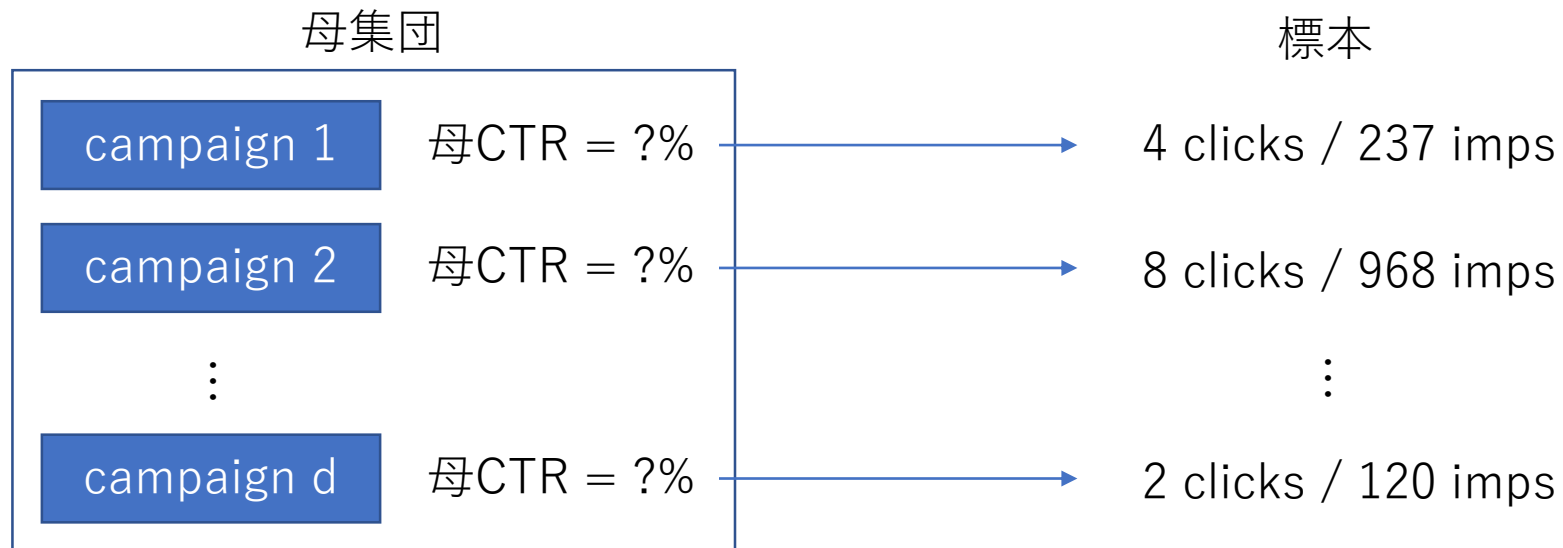 母集団
標本
campaign 1 母CTR = ?% 4 clicks / 237 imps
campaign 2 母CTR = ?% 8 clicks / 968 imps
⋮ ⋮
campaign d 母CTR = ?% 2 clicks / 120 imps